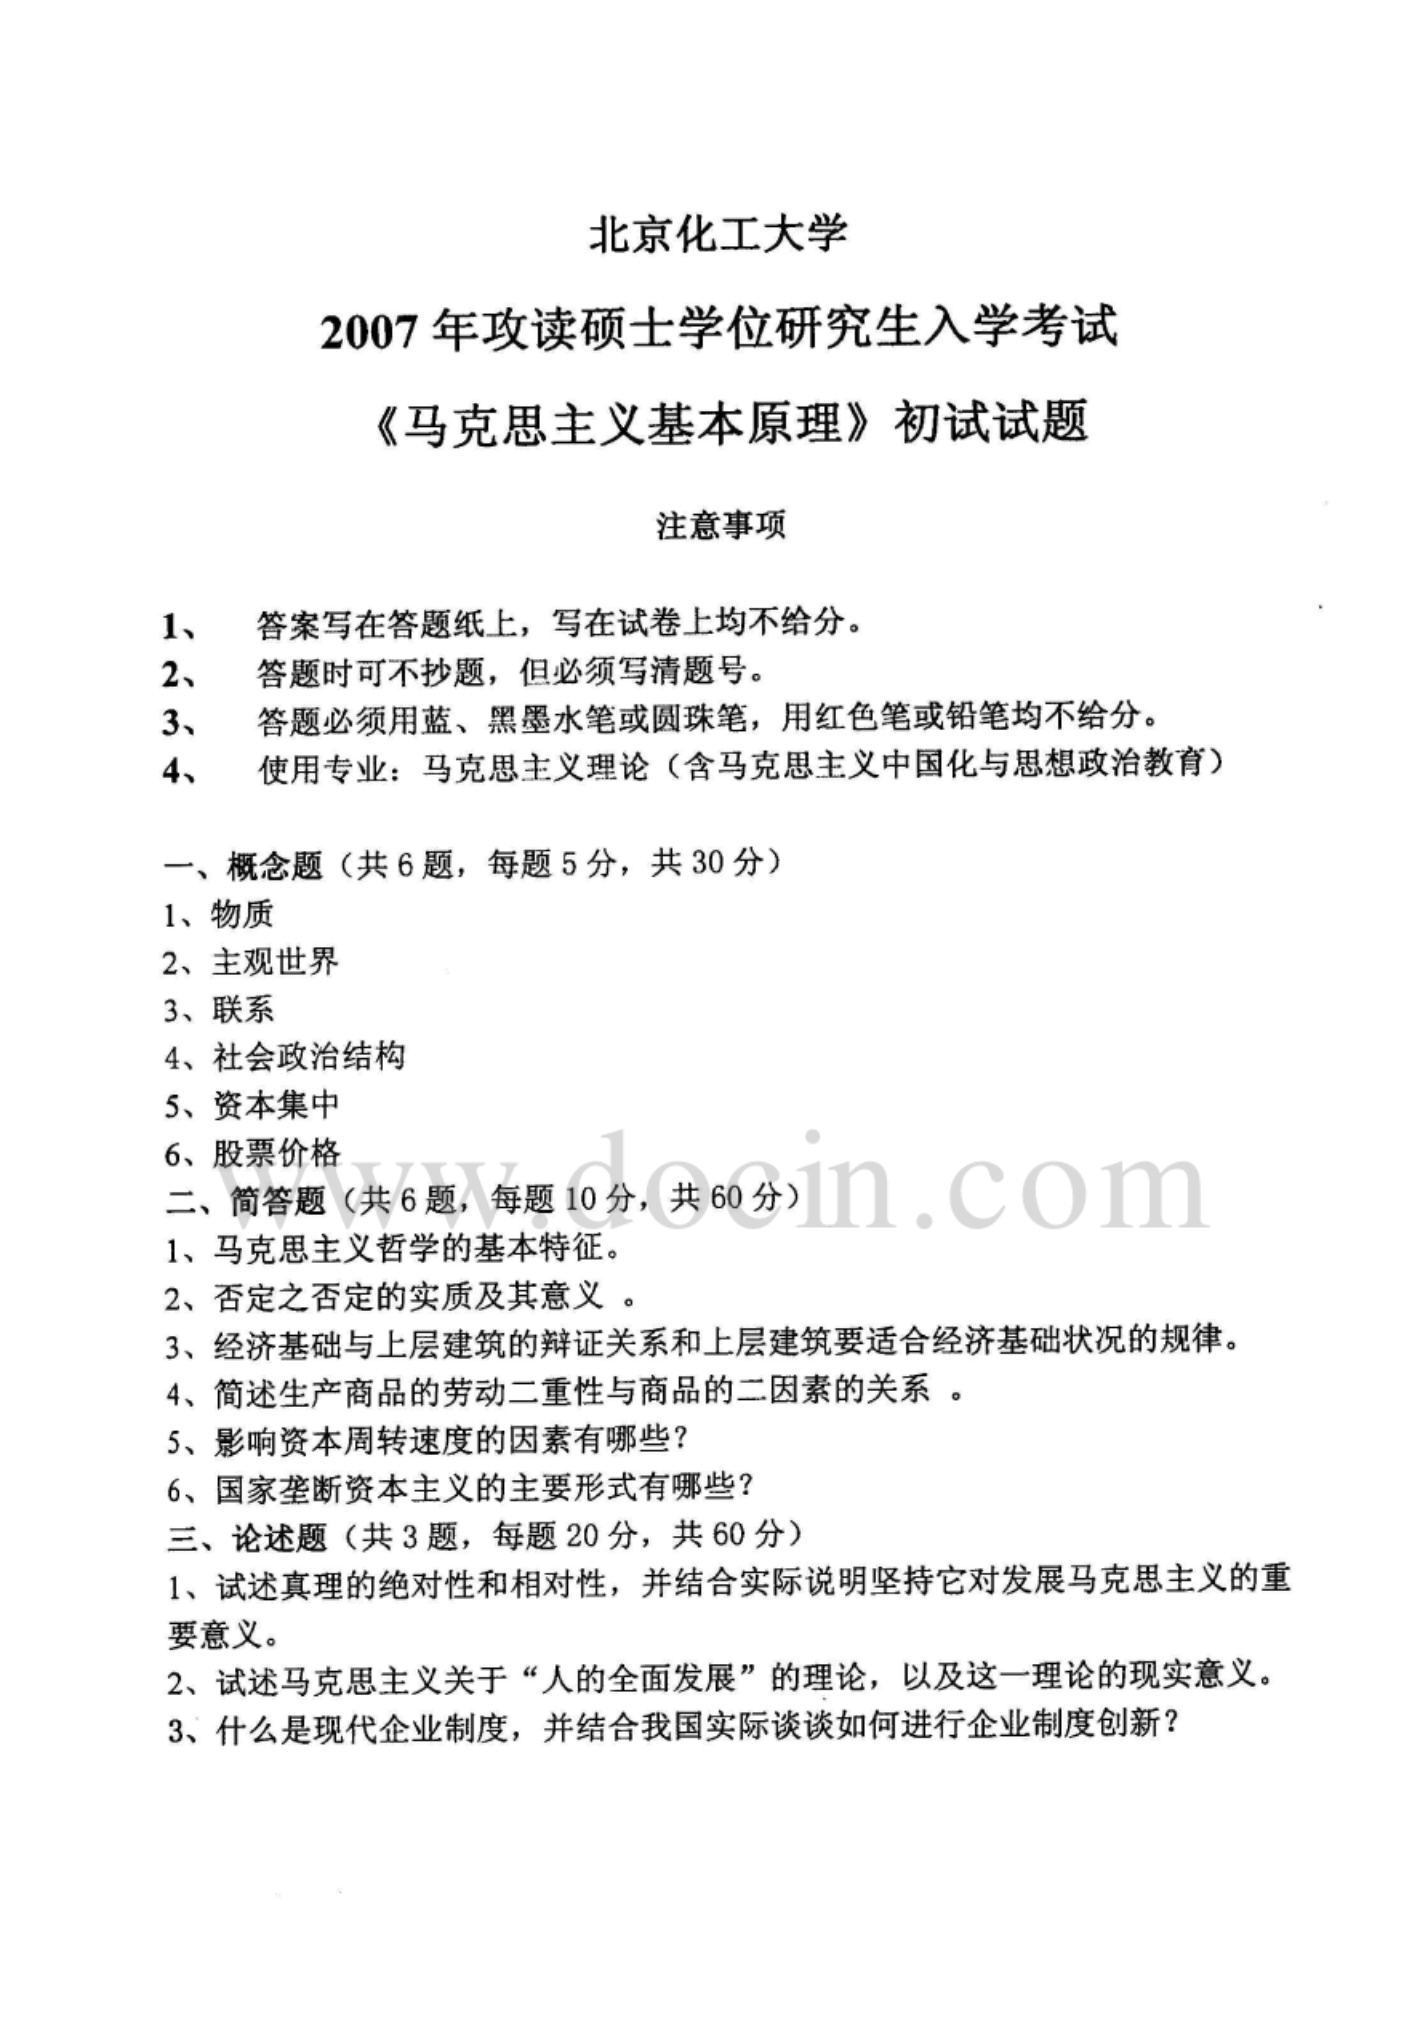 北京化工大学
2007 年攻读硕士学位研究生入学考试
《马克思主义基本原理》初试试题
注意事项
1、 答案写在答题纸上，写在试卷上均不给分。
2、 答题时可不抄题，但必须写清题号。
3、 答题必须用蓝、黑墨水笔或圆珠笔，用红色笔或铅笔均不给分。
4、 使用专业：马克思主义理论（含马克思主义中国化与思想政治教育）
一、概念题（共 6 题，每题 5 分，共 30 分）
1、物质
2、主观世界
3、联系
4、社会政治结构
5、资本集中
6、股票价格
www.docin.com
二、简答题（共 6 题，每题 10 分，共 60 分）
1、马克思主义哲学的基本特征。
2、否定之否定的实质及其意义 。
3、经济基础与上层建筑的辩证关系和上层建筑要适合经济基础状况的规律。
4、简述生产商品的劳动二重性与商品的二因素的关系 。
5、影响资本周转速度的因素有哪些？
6、国家垄断资本主义的主要形式有哪些？
三、论述题（共 3 题，每题 20 分，共 60 分）
1、试述真理的绝对性和相对性，并结合实际说明坚持它对发展马克思主义的重
要意义。
2、试述马克思主义关于“人的全面发展”的理论，以及这一理论的现实意义。
3、什么是现代企业制度，并结合我国实际谈谈如何进行企业制度创新？